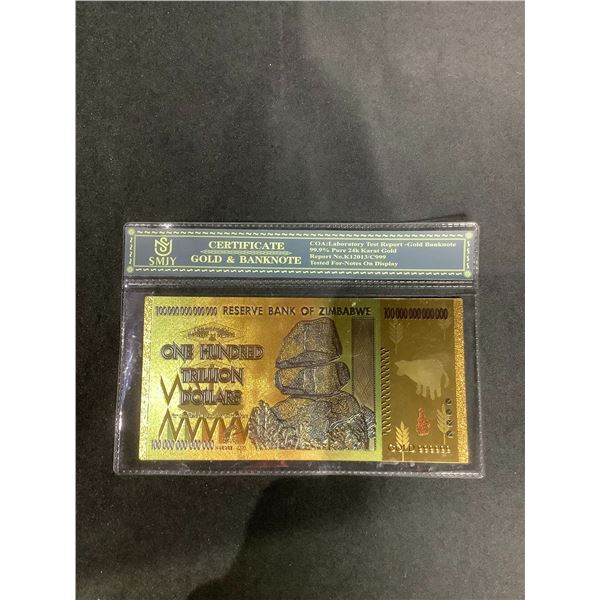 SMJY
CERTIFICATE
GOLD & BANKNOTE
COA:Laboratory Test Report -Gold Banknote
99.9% Pure 24k Karat Gold
Report No.K12013/C999
Tested For-Notes On Display
100 000 000 000 000 RESERVE BANK OF ZIMBABWE 100 000 000 000 000
ONE HUNDRED
TRILLION
DOLLARS
100 000 000 000 000
GOLD 999999